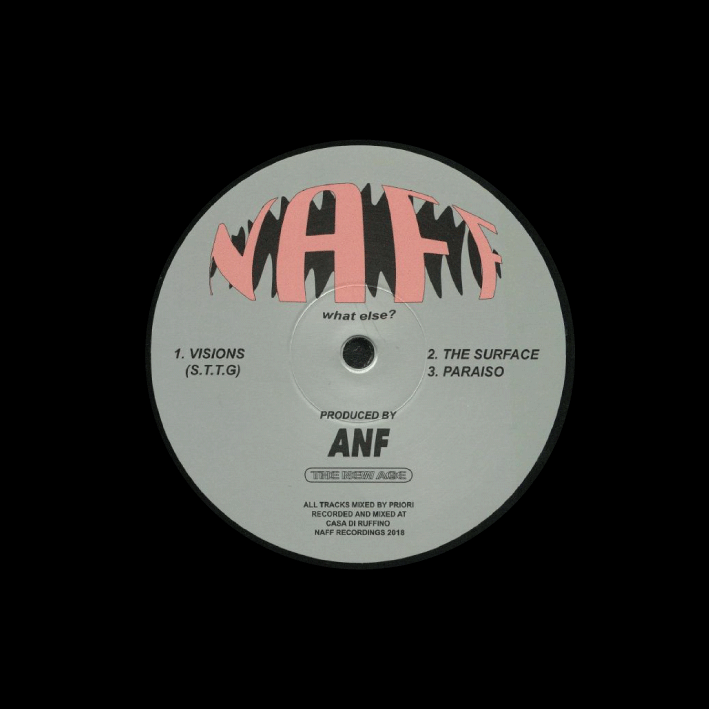 NAFF
what else?
1. VISIONS
(S.T.T.G)
2. THE SURFACE
3. PARAISO
PRODUCED BY
ANF
THE NEW AGE
ALL TRACKS MIXED BY PRIORI
RECORDED AND MIXED AT
CASA DI RUFFINO
NAFF RECORDINGS 2018